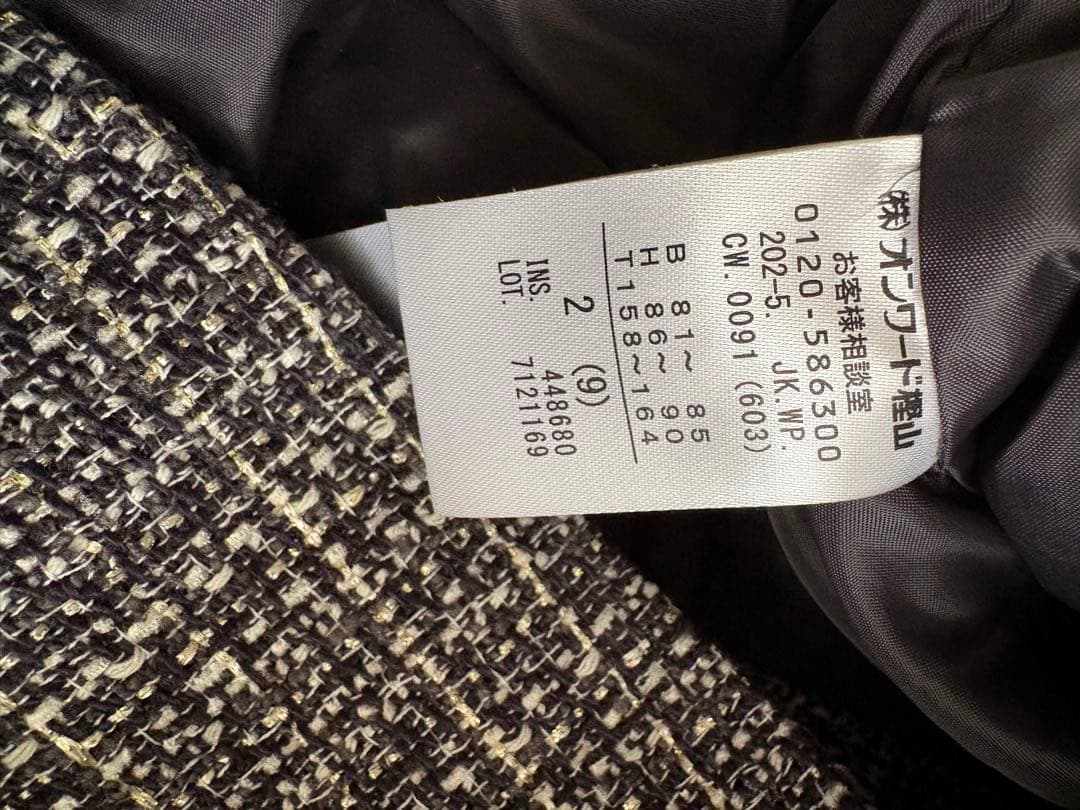 ㈱オンワード樫山
お客様相談室
0120-586300
202-5. JK.WP.
CW.0091 (603)
B 81~ 85
H 86~ 90
T158~164
2 (9)
INS. 448680
LOT. 7121169